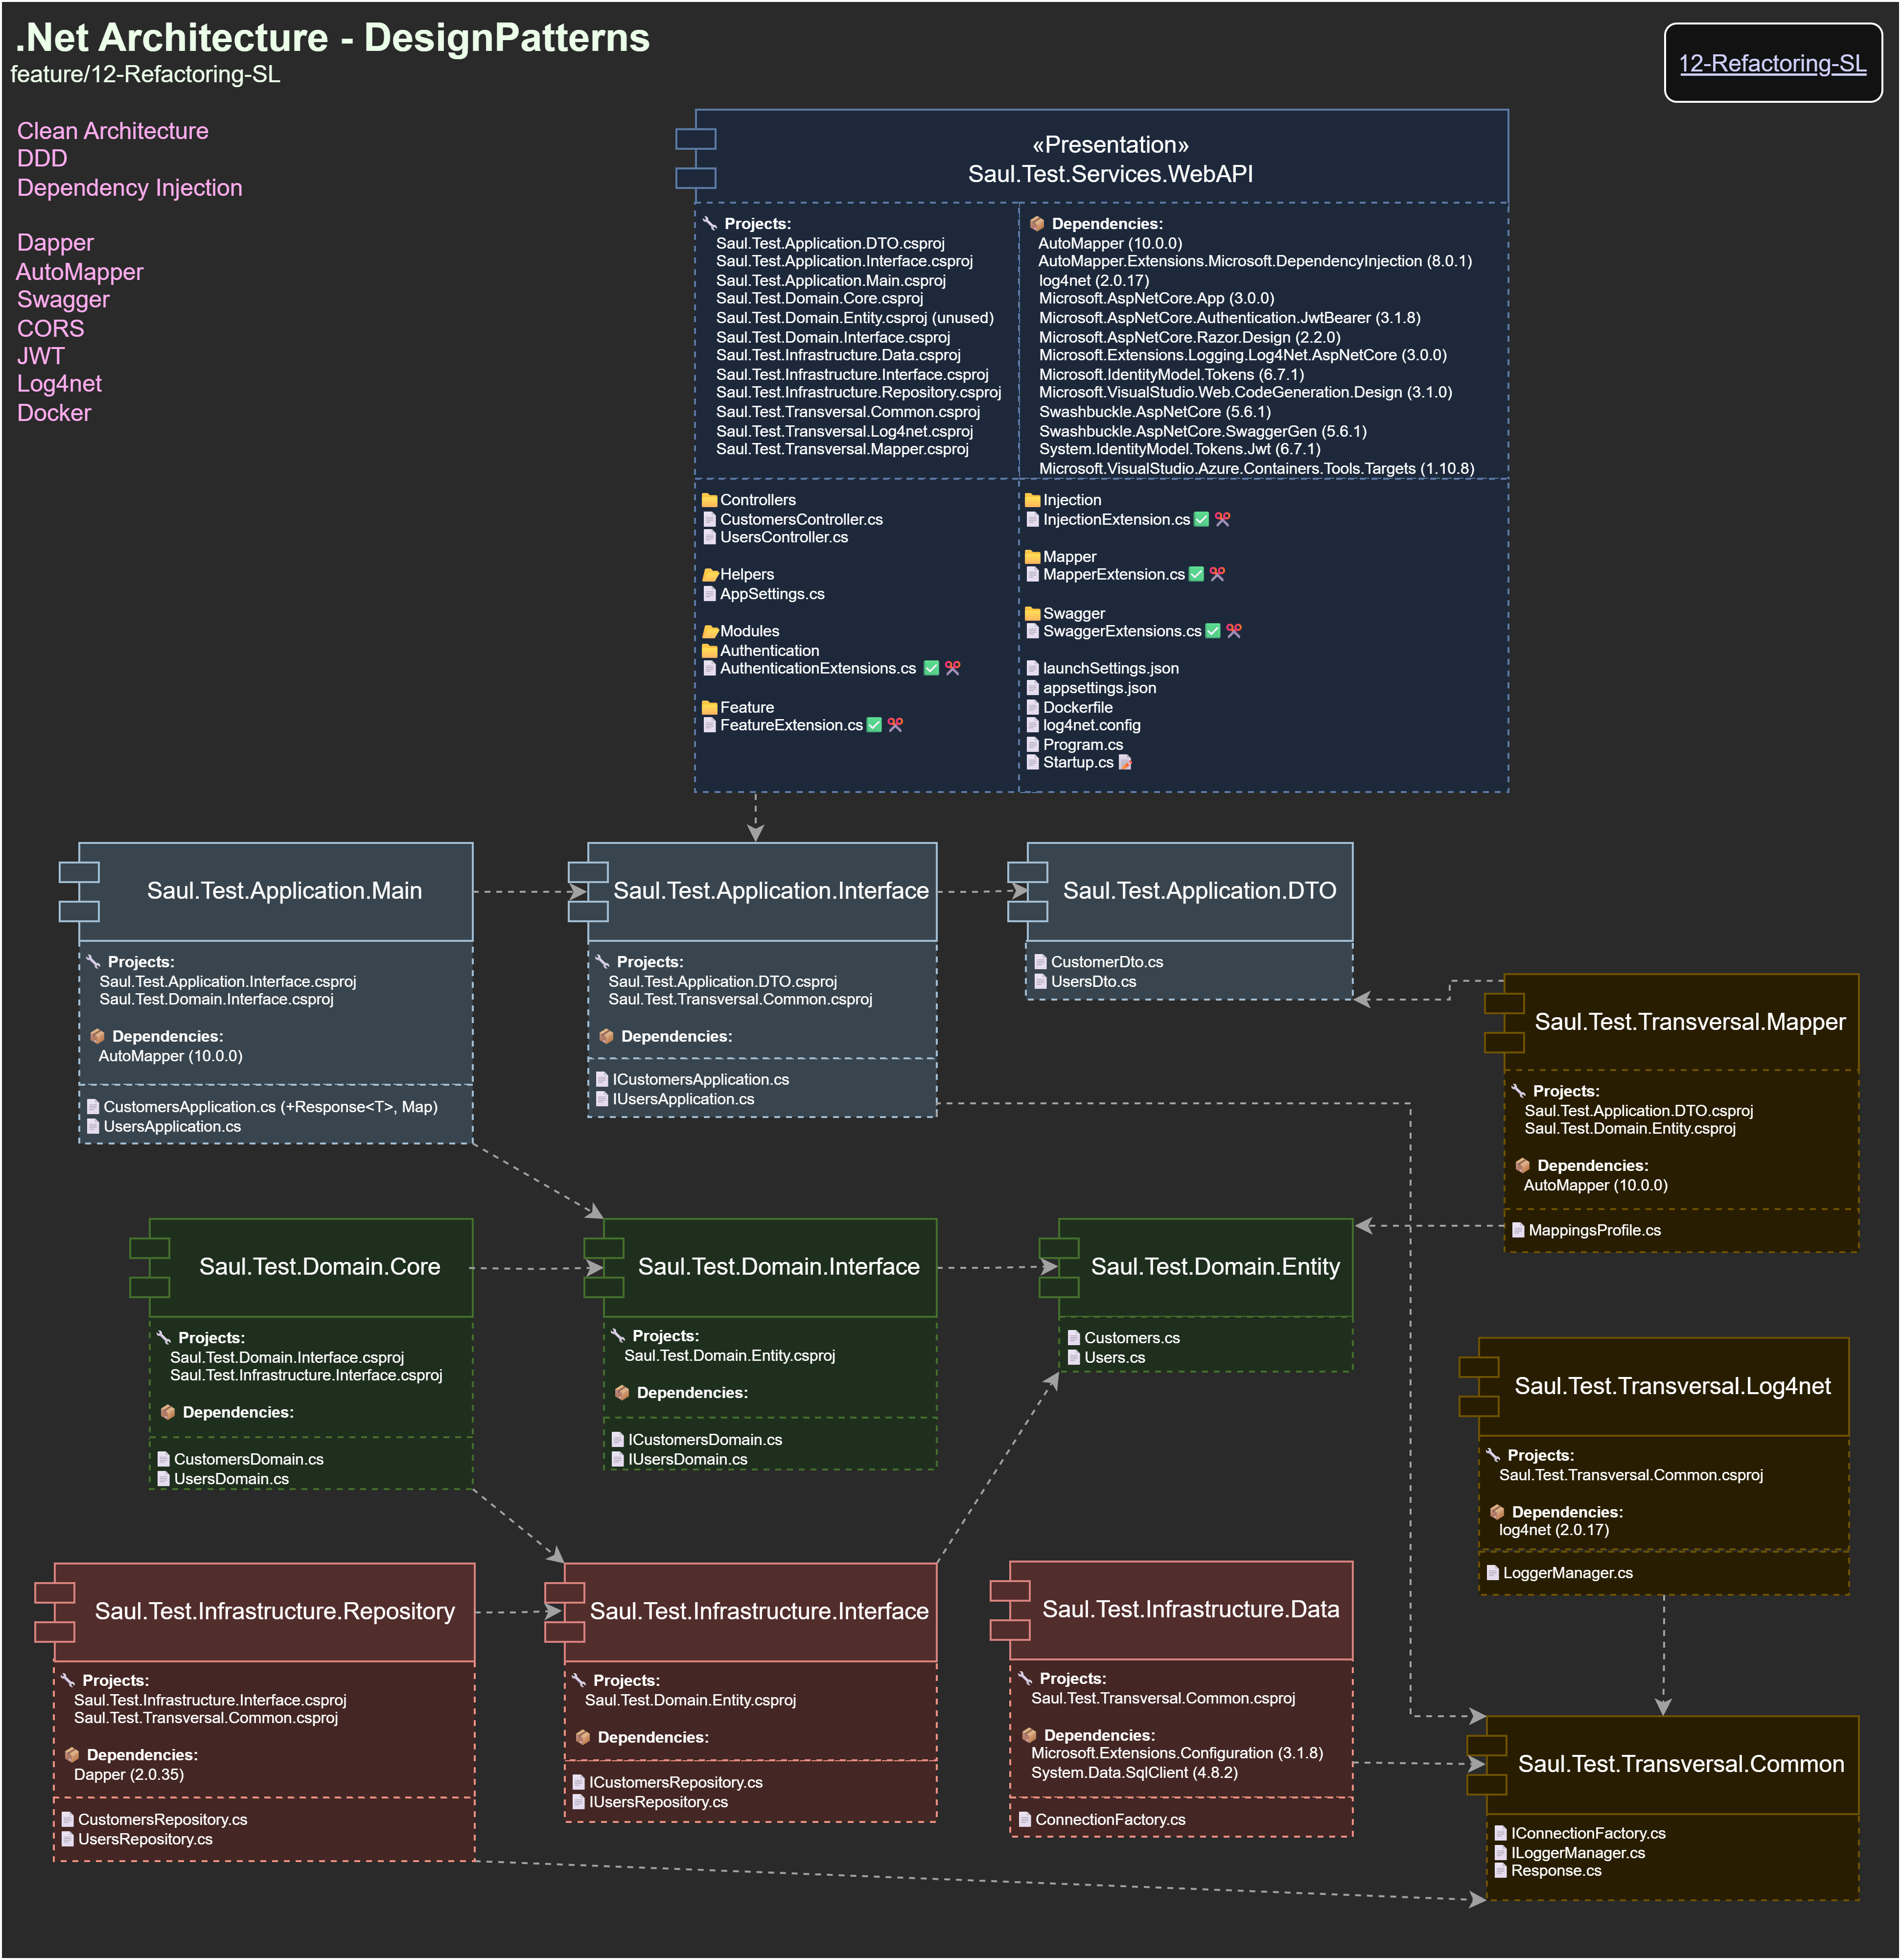 .Net Architecture - DesignPatterns
feature/12-Refactoring-SL
12-Refactoring-SL
Clean Architecture
DDD
Dependency Injection
Dapper
AutoMapper
Swagger
CORS
JWT
Log4net
Docker
«Presentation»
Saul.Test.Services.WebAPI
Projects:
Saul.Test.Application.DTO.csproj
Saul.Test.Application.Interface.csproj
Saul.Test.Application.Main.csproj
Saul.Test.Domain.Core.csproj
Saul.Test.Domain.Entity.csproj (unused)
Saul.Test.Domain.Interface.csproj
Saul.Test.Infrastructure.Data.csproj
Saul.Test.Infrastructure.Interface.csproj
Saul.Test.Infrastructure.Repository.csproj
Saul.Test.Transversal.Common.csproj
Saul.Test.Transversal.Log4net.csproj
Saul.Test.Transversal.Mapper.csproj
Dependencies:
AutoMapper (10.0.0)
AutoMapper.Extensions.Microsoft.DependencyInjection (8.0.1)
log4net (2.0.17)
Microsoft.AspNetCore.App (3.0.0)
Microsoft.AspNetCore.Authentication.JwtBearer (3.1.8)
Microsoft.AspNetCore.Razor.Design (2.2.0)
Microsoft.Extensions.Logging.Log4Net.AspNetCore (3.0.0)
Microsoft.IdentityModel.Tokens (6.7.1)
Microsoft.VisualStudio.Web.CodeGeneration.Design (3.1.0)
Swashbuckle.AspNetCore (5.6.1)
Swashbuckle.AspNetCore.SwaggerGen (5.6.1)
System.IdentityModel.Tokens.Jwt (6.7.1)
Microsoft.VisualStudio.Azure.Containers.Tools.Targets (1.10.8)
Controllers
CustomersController.cs
UsersController.cs
Helpers
AppSettings.cs
Modules
Authentication
AuthenticationExtensions.cs
Feature
FeatureExtension.cs
Injection
InjectionExtension.cs
Mapper
MapperExtension.cs
Swagger
SwaggerExtensions.cs
launchSettings.json
appsettings.json
Dockerfile
log4net.config
Program.cs
Startup.cs
Saul.Test.Application.Main
Projects:
Saul.Test.Application.Interface.csproj
Saul.Test.Domain.Interface.csproj
Dependencies:
AutoMapper (10.0.0)
CustomersApplication.cs (+Response<T>, Map)
UsersApplication.cs
Saul.Test.Application.Interface
Projects:
Saul.Test.Application.DTO.csproj
Saul.Test.Transversal.Common.csproj
Dependencies:
ICustomersApplication.cs
IUsersApplication.cs
Saul.Test.Application.DTO
CustomerDto.cs
UsersDto.cs
Saul.Test.Transversal.Mapper
Projects:
Saul.Test.Application.DTO.csproj
Saul.Test.Domain.Entity.csproj
Dependencies:
AutoMapper (10.0.0)
MappingsProfile.cs
Saul.Test.Domain.Core
Projects:
Saul.Test.Domain.Interface.csproj
Saul.Test.Infrastructure.Interface.csproj
Dependencies:
CustomersDomain.cs
UsersDomain.cs
Saul.Test.Domain.Interface
Projects:
Saul.Test.Domain.Entity.csproj
Dependencies:
ICustomersDomain.cs
IUsersDomain.cs
Saul.Test.Domain.Entity
Customers.cs
Users.cs
Saul.Test.Transversal.Log4net
Projects:
Saul.Test.Transversal.Common.csproj
Dependencies:
log4net (2.0.17)
LoggerManager.cs
Saul.Test.Infrastructure.Repository
Projects:
Saul.Test.Infrastructure.Interface.csproj
Saul.Test.Transversal.Common.csproj
Dependencies:
Dapper (2.0.35)
CustomersRepository.cs
UsersRepository.cs
Saul.Test.Infrastructure.Interface
Projects:
Saul.Test.Domain.Entity.csproj
Dependencies:
ICustomersRepository.cs
IUsersRepository.cs
Saul.Test.Infrastructure.Data
Projects:
Saul.Test.Transversal.Common.csproj
Dependencies:
Microsoft.Extensions.Configuration (3.1.8)
System.Data.SqlClient (4.8.2)
ConnectionFactory.cs
Saul.Test.Transversal.Common
IConnectionFactory.cs
ILoggerManager.cs
Response.cs